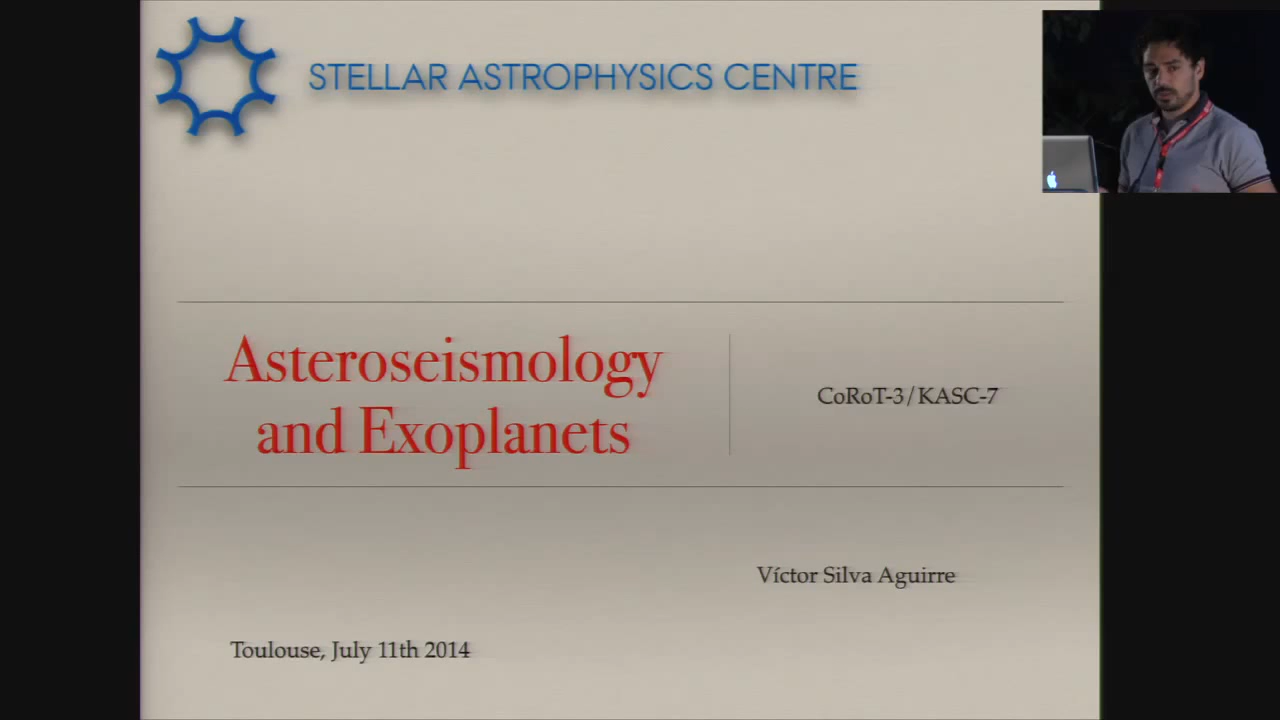 STELLAR ASTROPHYSICS CENTRE
Asteroseismology
and Exoplanets
CoRoT-3/KASC-7
Víctor Silva Aguirre
Toulouse, July 11th 2014